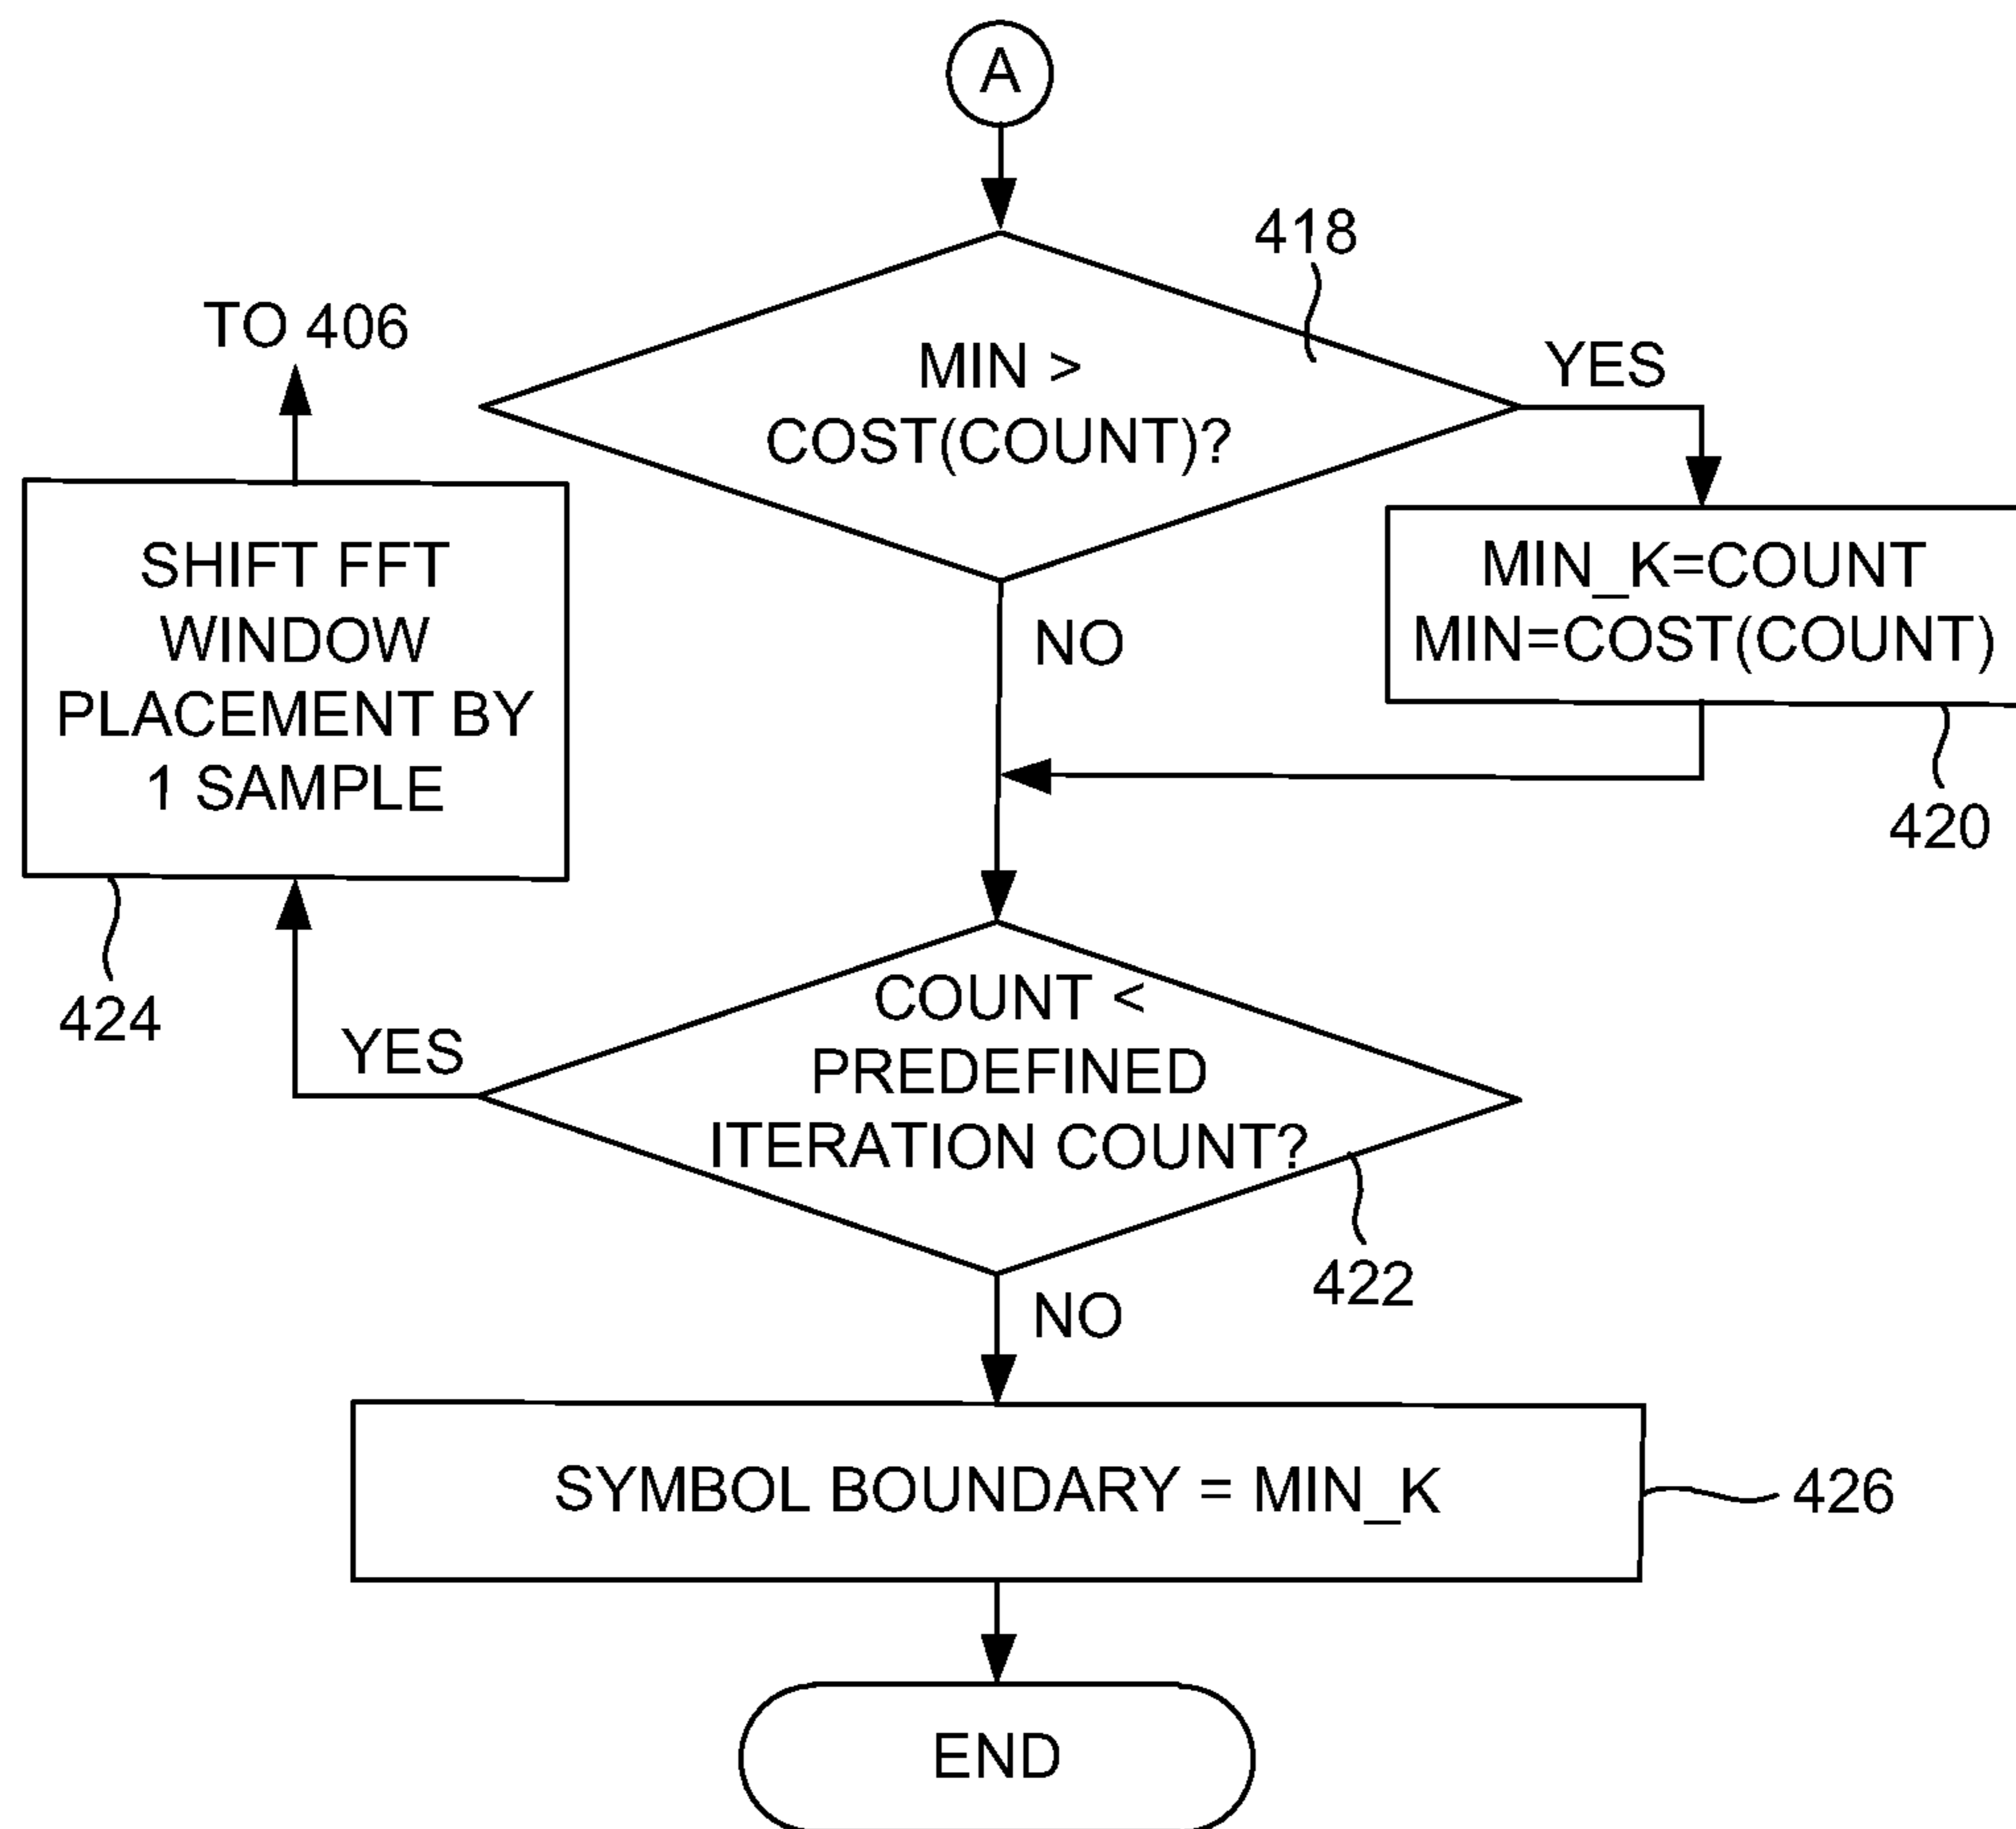 A
418
MIN >
COST(COUNT)?
YES
TO 406
MIN_K=COUNT
MIN=COST(COUNT)
420
SHIFT FFT
WINDOW
PLACEMENT BY
1 SAMPLE
424
NO
COUNT <
PREDEFINED
ITERATION COUNT?
YES
422
NO
SYMBOL BOUNDARY = MIN_K
426
END